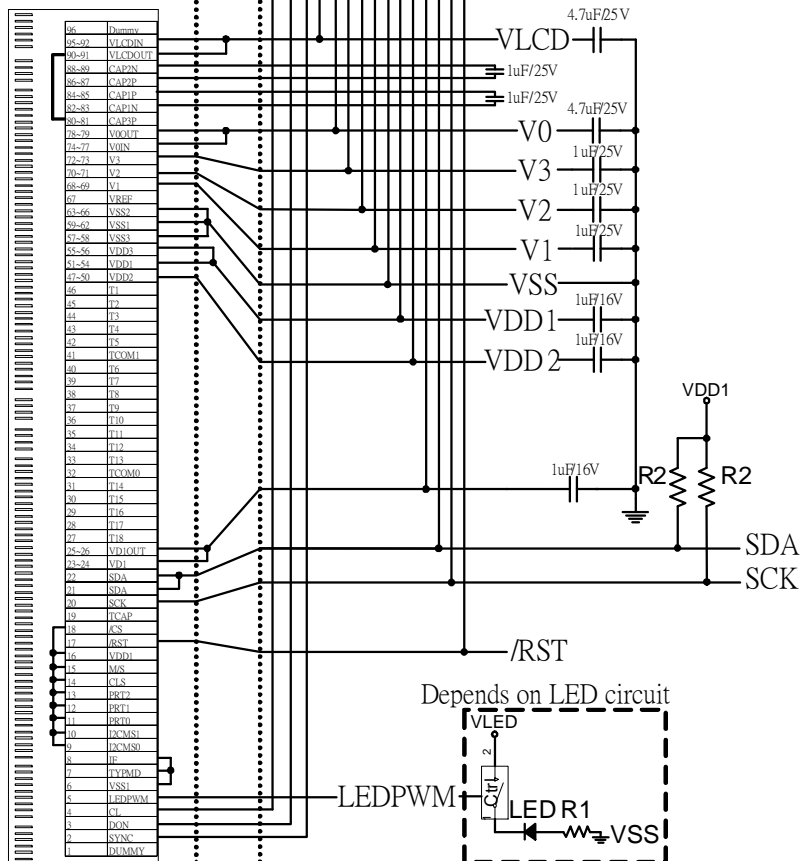 96 Dummy
95~92 VLCDIN
90~91 VLCDOUT
88~89 CAP2N
86~87 CAP2P
84~85 CAP1P
82~83 CAP1N
80~81 CAP3P
78~79 V0OUT
74~77 V0IN
72~73 V3
70~71 V2
68~69 V1
67 VREF
63~66 VSS2
59~62 VSS1
57~58 VSS3
55~56 VDD3
51~54 VDD1
47~50 VDD2
46 T1
45 T2
44 T3
43 T4
42 T5
41 TCOM1
40 T6
39 T7
38 T8
37 T9
36 T10
35 T11
34 T12
33 T13
32 TCOM0
31 T14
30 T15
29 T16
28 T17
27 T18
25~26 VD1OUT
23~24 VD1
22 SDA
21 SDA
20 SCK
19 TCAP
18 /CS
17 /RST
16 VDD1
15 M/S
14 CLS
13 PRT2
12 PRT1
11 PRT0
10 I2CMS1
9 I2CMS0
8 IF
7 TYPMD
6 VSS1
5 LEDPWM
4 CL
3 DON
2 SYNC
1 DUMMY
4.7uF/25V
VLCD
1uF/25V
1uF/25V
4.7uF/25V
V0
1uF/25V
V3
1uF/25V
V2
1uF/25V
V1
VSS
1uF/16V
VDD1
1uF/16V
VDD2
VDD1
1uF/16V
R2 R2
SDA
SCK
/RST
Depends on LED circuit
VLED
2
Ctrl
1
LEDPWM
LED R1
VSS